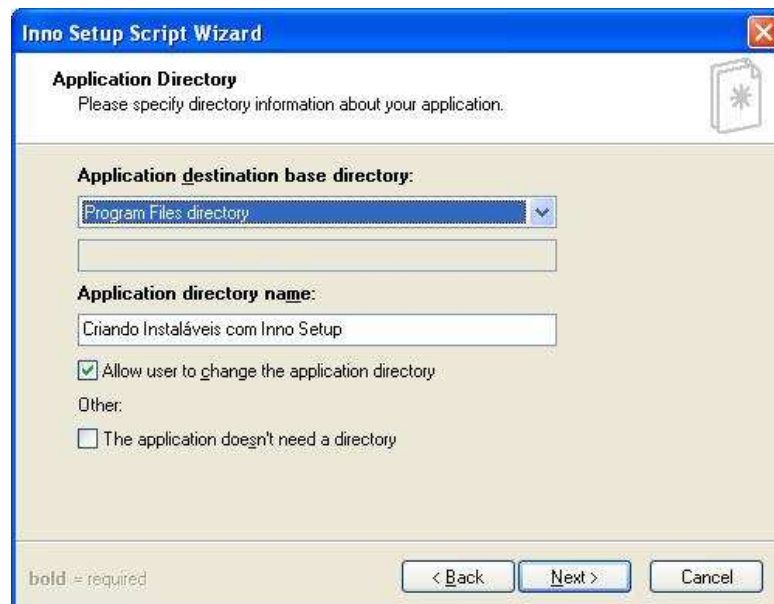 Inno Setup Script Wizard
Application Directory
Please specify directory information about your application.
Application destination base directory:
Program Files directory
Application directory name:
Criando Instaláveis com Inno Setup
Allow user to change the application directory
Other:
The application doesn't need a directory
bold = required
< Back
Next >
Cancel